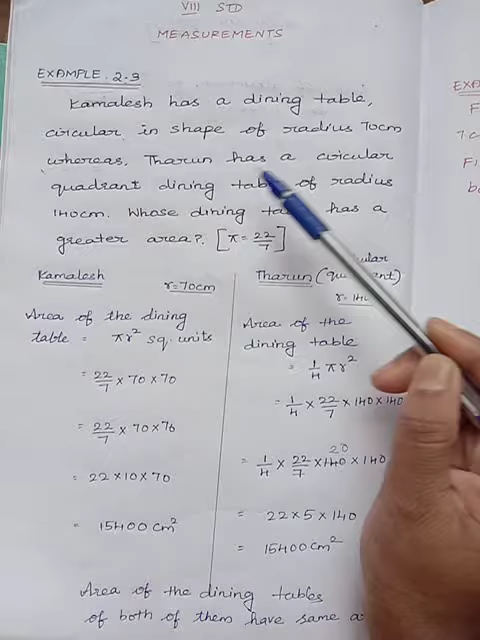 VIII STD
MEASUREMENTS
EXAMPLE. 2.9
Kamalesh has a dining table,
circular in shape of radius 70cm
whereas, Tharun has a circular
quadrant dining of radius
140cm. Whose dining has a
greater area? [π = 22/7]
Kamalesh
r = 70cm
Area of the dining
table = πr² sq. units
= 22/7 × 70 × 70
= 22/7 × 70 × 70
= 22 × 10 × 70
= 15400 cm²
Tharun (
r = 
Area of the
dining table
= 1/4 πr²
= 1/4 × 22/7 × 140 × 140
20
= 1/4 × 22/7 × 140 × 140
= 22 × 5 × 140
= 15400 cm²
Area of the dining tables
of both of them have same
EXA
F
7 c
Fi